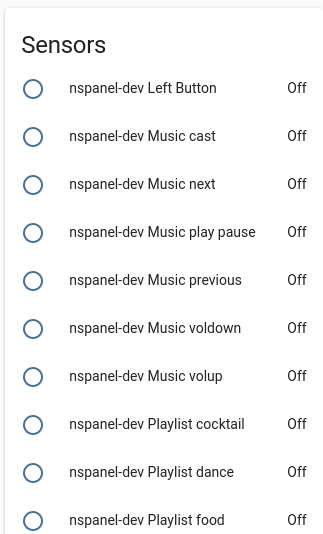 Sensors
nspanel-dev Left Button Off
nspanel-dev Music cast Off
nspanel-dev Music next Off
nspanel-dev Music play pause Off
nspanel-dev Music previous Off
nspanel-dev Music voldown Off
nspanel-dev Music volup Off
nspanel-dev Playlist cocktail Off
nspanel-dev Playlist dance Off
nspanel-dev Playlist food Off